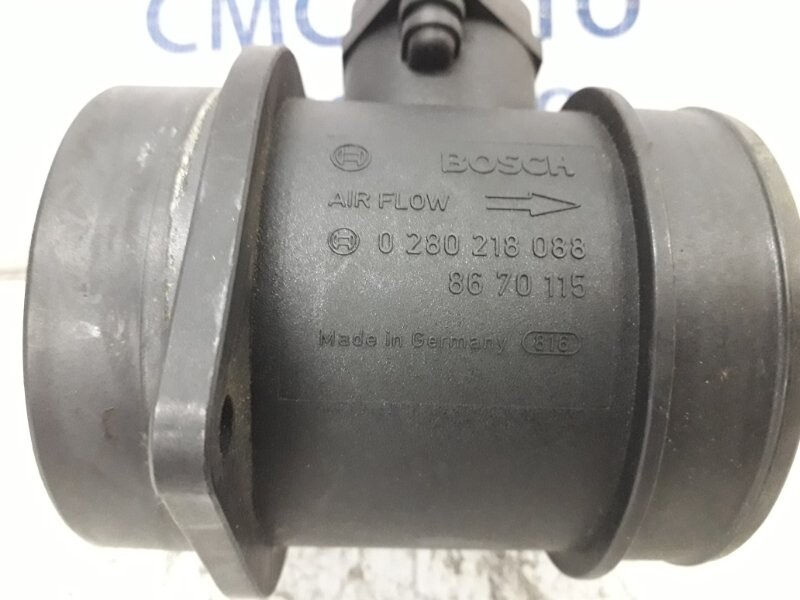 BOSCH
AIR FLOW
0 280 218 088
86 70 115
Made in Germany 816